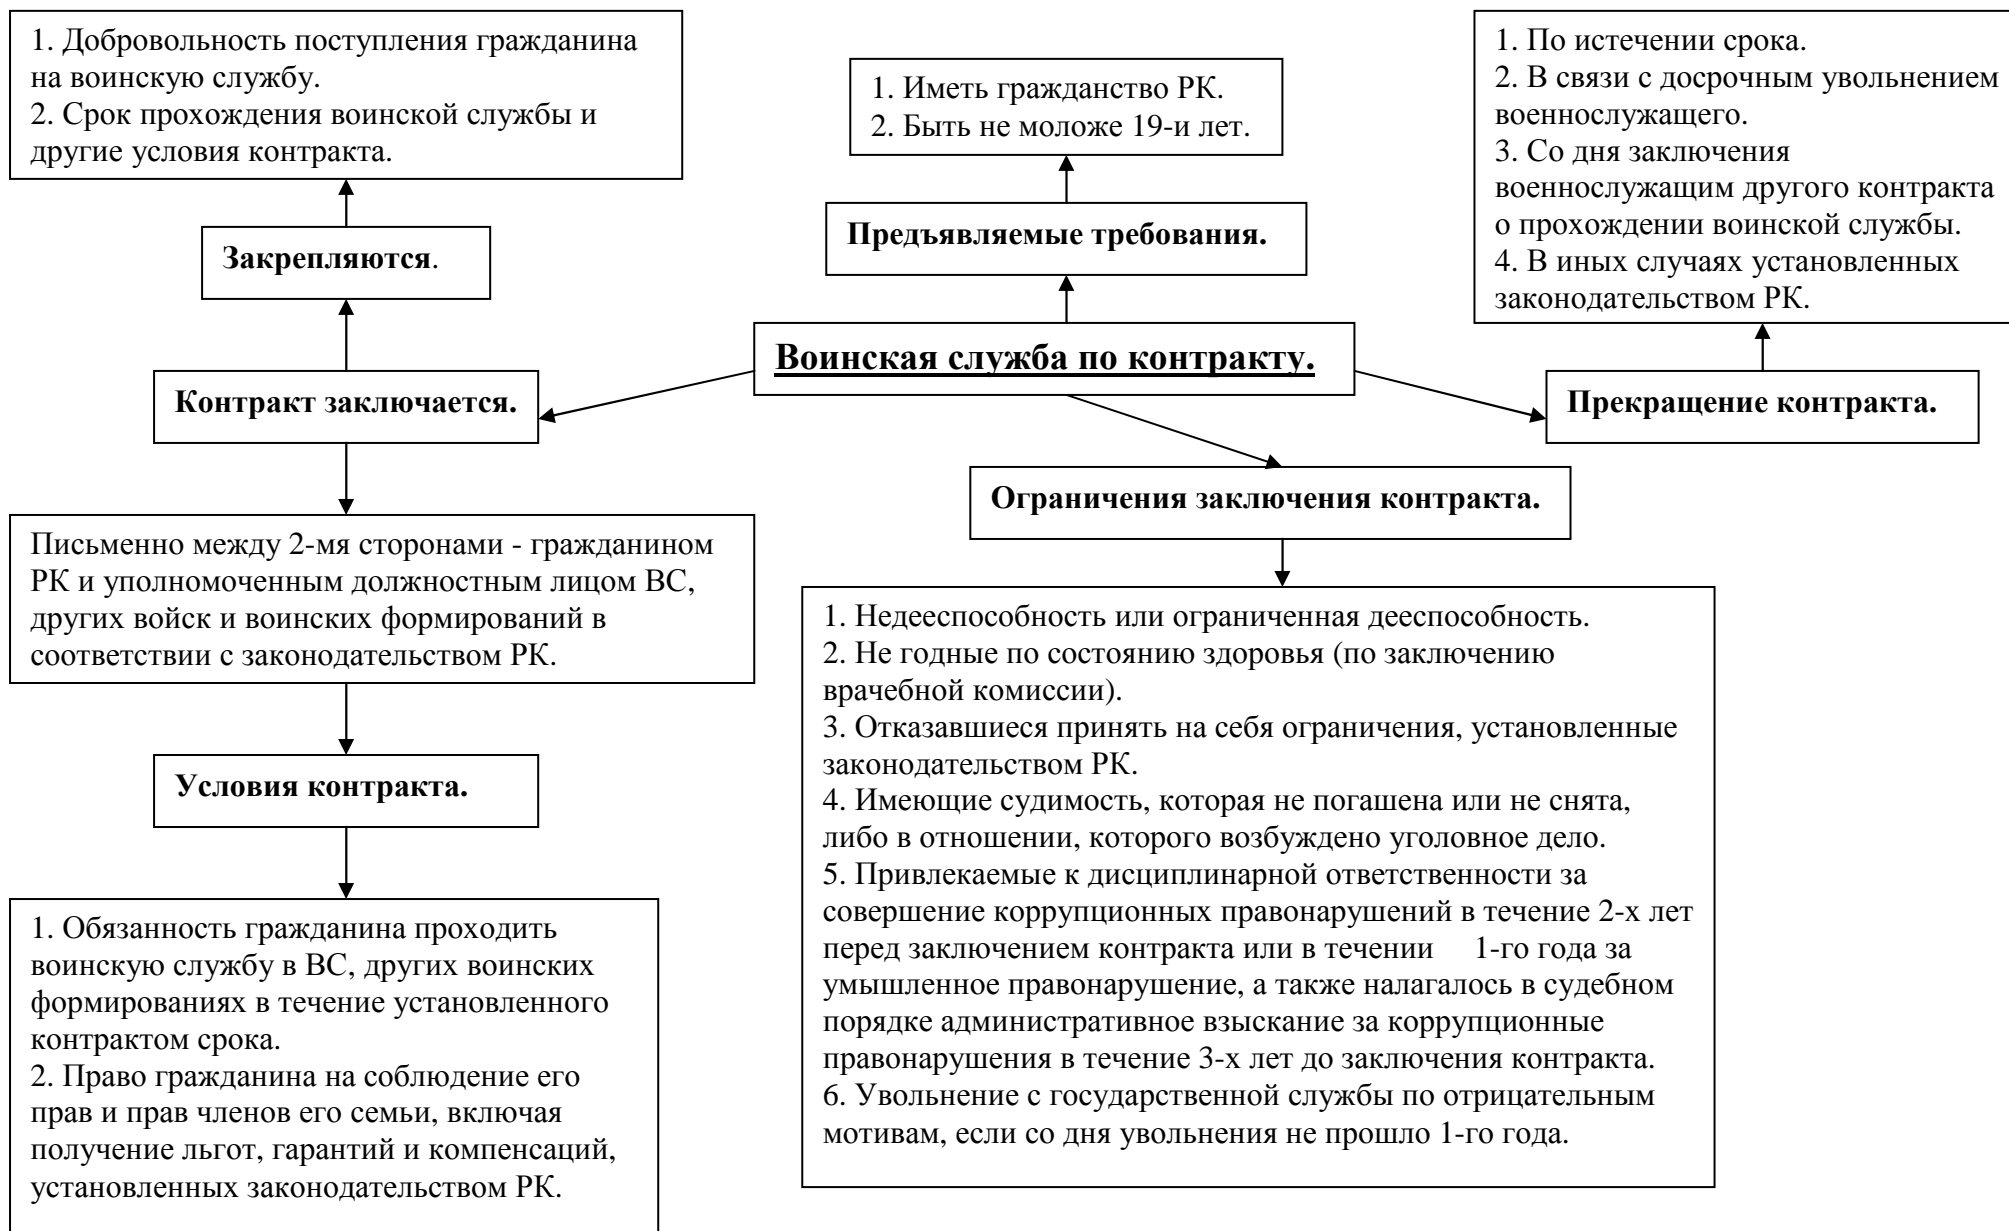 1. Добровольность поступления гражданина
на воинскую службу.
2. Срок прохождения воинской службы и
другие условия контракта.
1. Иметь гражданство РК.
2. Быть не моложе 19-и лет.
1. По истечении срока.
2. В связи с досрочным увольнением
военнослужащего.
3. Со дня заключения
военнослужащим другого контракта
о прохождении воинской службы.
4. В иных случаях установленных
законодательством РК.
Закрепляются.
Предъявляемые требования.
Воинская служба по контракту.
Контракт заключается.
Прекращение контракта.
Ограничения заключения контракта.
Письменно между 2-мя сторонами - гражданином
РК и уполномоченным должностным лицом ВС,
других войск и воинских формирований в
соответствии с законодательством РК.
Условия контракта.
1. Обязанность гражданина проходить
воинскую службу в ВС, других воинских
формированиях в течение установленного
контрактом срока.
2. Право гражданина на соблюдение его
прав и прав членов его семьи, включая
получение льгот, гарантий и компенсаций,
установленных законодательством РК.
1. Недееспособность или ограниченная дееспособность.
2. Не годные по состоянию здоровья (по заключению
врачебной комиссии).
3. Отказавшиеся принять на себя ограничения, установленные
законодательством РК.
4. Имеющие судимость, которая не погашена или не снята,
либо в отношении, которого возбуждено уголовное дело.
5. Привлекаемые к дисциплинарной ответственности за
совершение коррупционных правонарушений в течение 2-х лет
перед заключением контракта или в течении 1-го года за
умышленное правонарушение, а также налагалось в судебном
порядке административное взыскание за коррупционные
правонарушения в течение 3-х лет до заключения контракта.
6. Увольнение с государственной службы по отрицательным
мотивам, если со дня увольнения не прошло 1-го года.